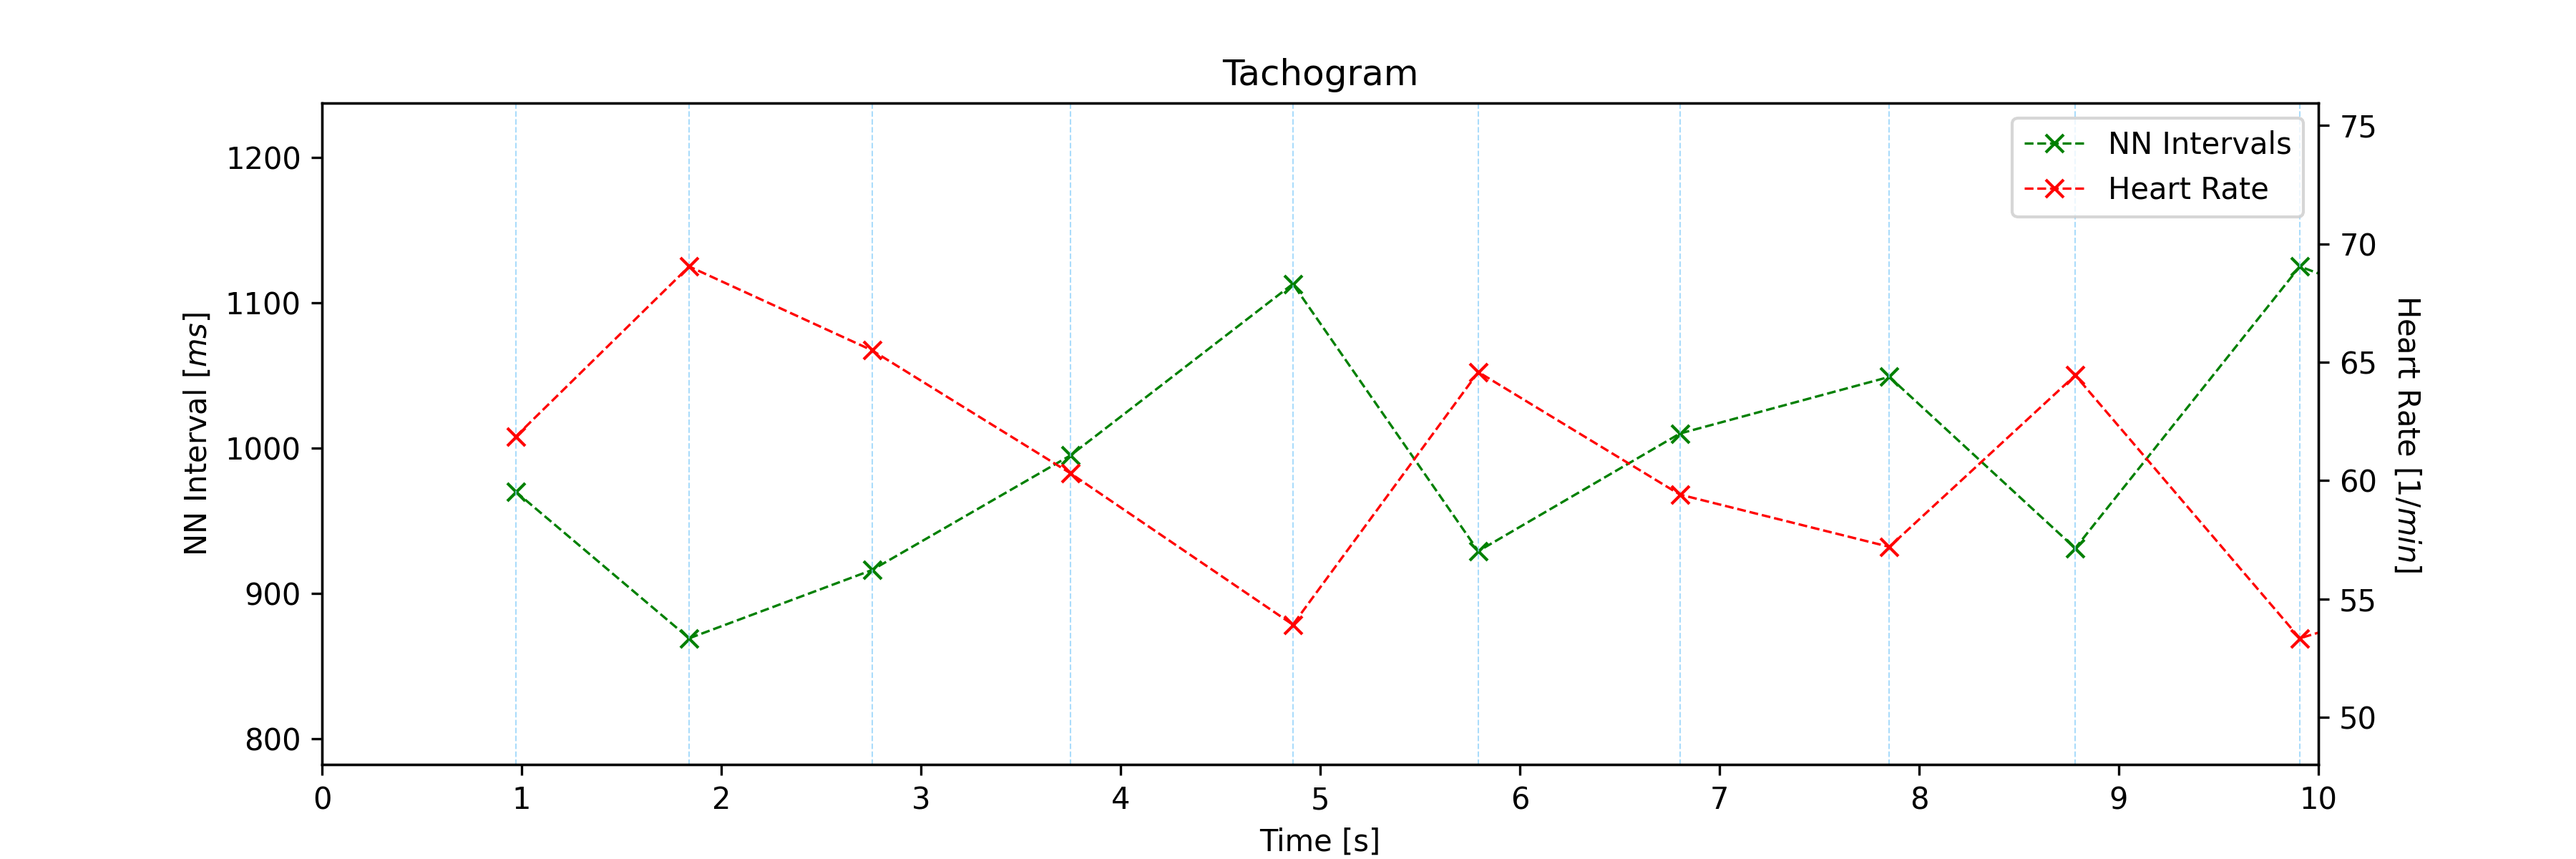 Tachogram
NN Interval [ms]
1200
1100
1000
900
800
NN Intervals
Heart Rate
75
70
65
60
55
50
Heart Rate [1/min]
0 1 2 3 4 5 6 7 8 9 10
Time [s]